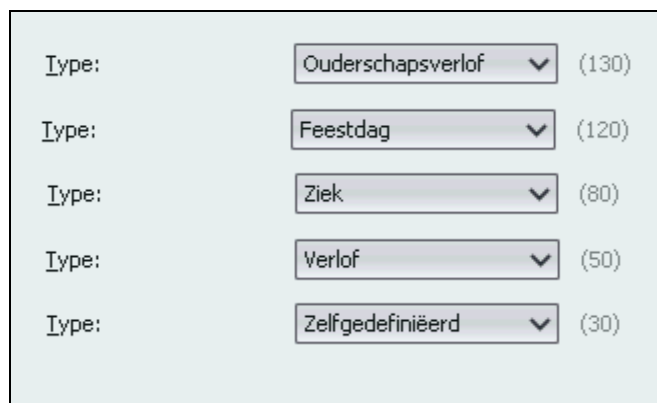 Type: Ouderschapsverlof (130)
Type: Feestdag (120)
Type: Ziek (80)
Type: Verlof (50)
Type: Zelfgedefiniëerd (30)